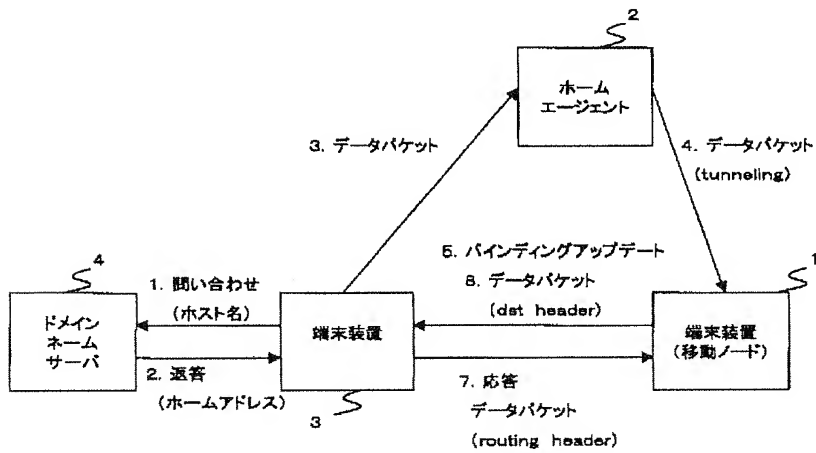 2
ホーム
エージェント
3. データパケット
4. データパケット
(tunneling)
5. バインディングアップデート
8. データパケット
(dst header)
4
1. 問い合わせ
(ホスト名)
1
ドメイン
ネーム
サーバ
端末装置
端末装置
(移動ノード)
2. 返答
(ホームアドレス)
3
7. 応答
データパケット
(routing header)